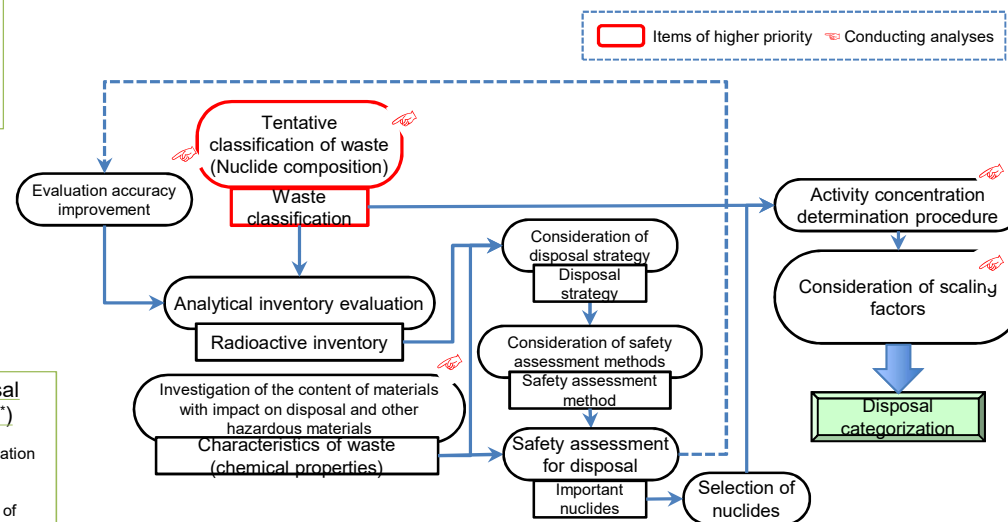 Items of higher priority
Conducting analyses
Tentative
classification of waste
(Nuclide composition)
Waste
classification
Evaluation accuracy
improvement
Activity concentration
determination procedure
Consideration of
disposal strategy
Disposal
strategy
Analytical inventory evaluation
Radioactive inventory
Consideration of scaling
factors
Consideration of safety
assessment methods
Safety assessment
method
Investigation of the content of materials
with impact on disposal and other
hazardous materials
Characteristics of waste
(chemical properties)
Safety assessment
for disposal
Important
nuclides
Selection of
nuclides
Disposal
categorization
*)
of